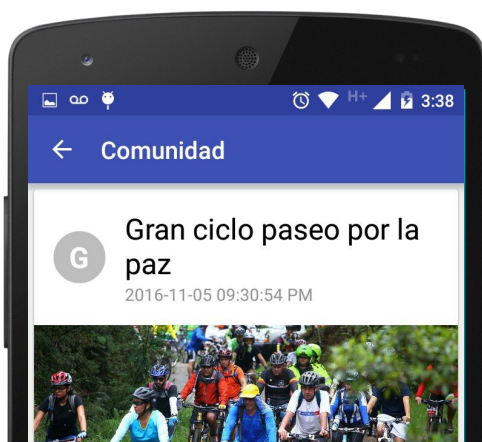 H+ 3:38
Comunidad
G
Gran ciclo paseo por la
paz
2016-11-05 09:30:54 PM